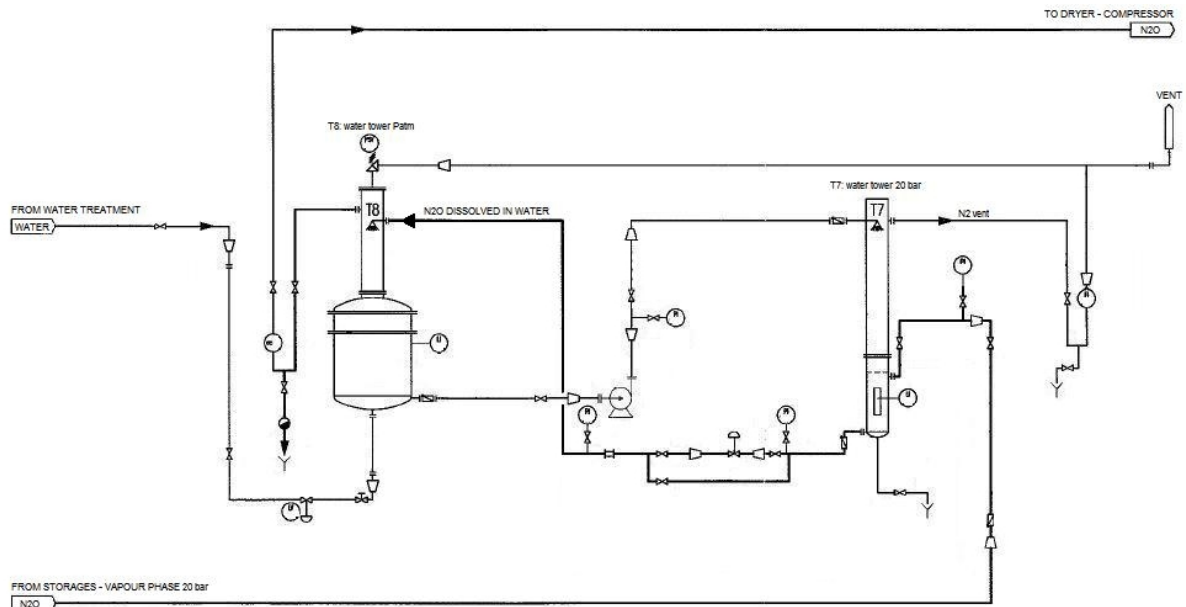 TO DRYER - COMPRESSOR
N2O
VENT
T8: water tower Patm
T7: water tower 20 bar
FROM WATER TREATMENT
WATER
T8
N2O DISSOLVED IN WATER
T7
N2 vent
FROM STORAGES - VAPOUR PHASE 20 bar
N2O